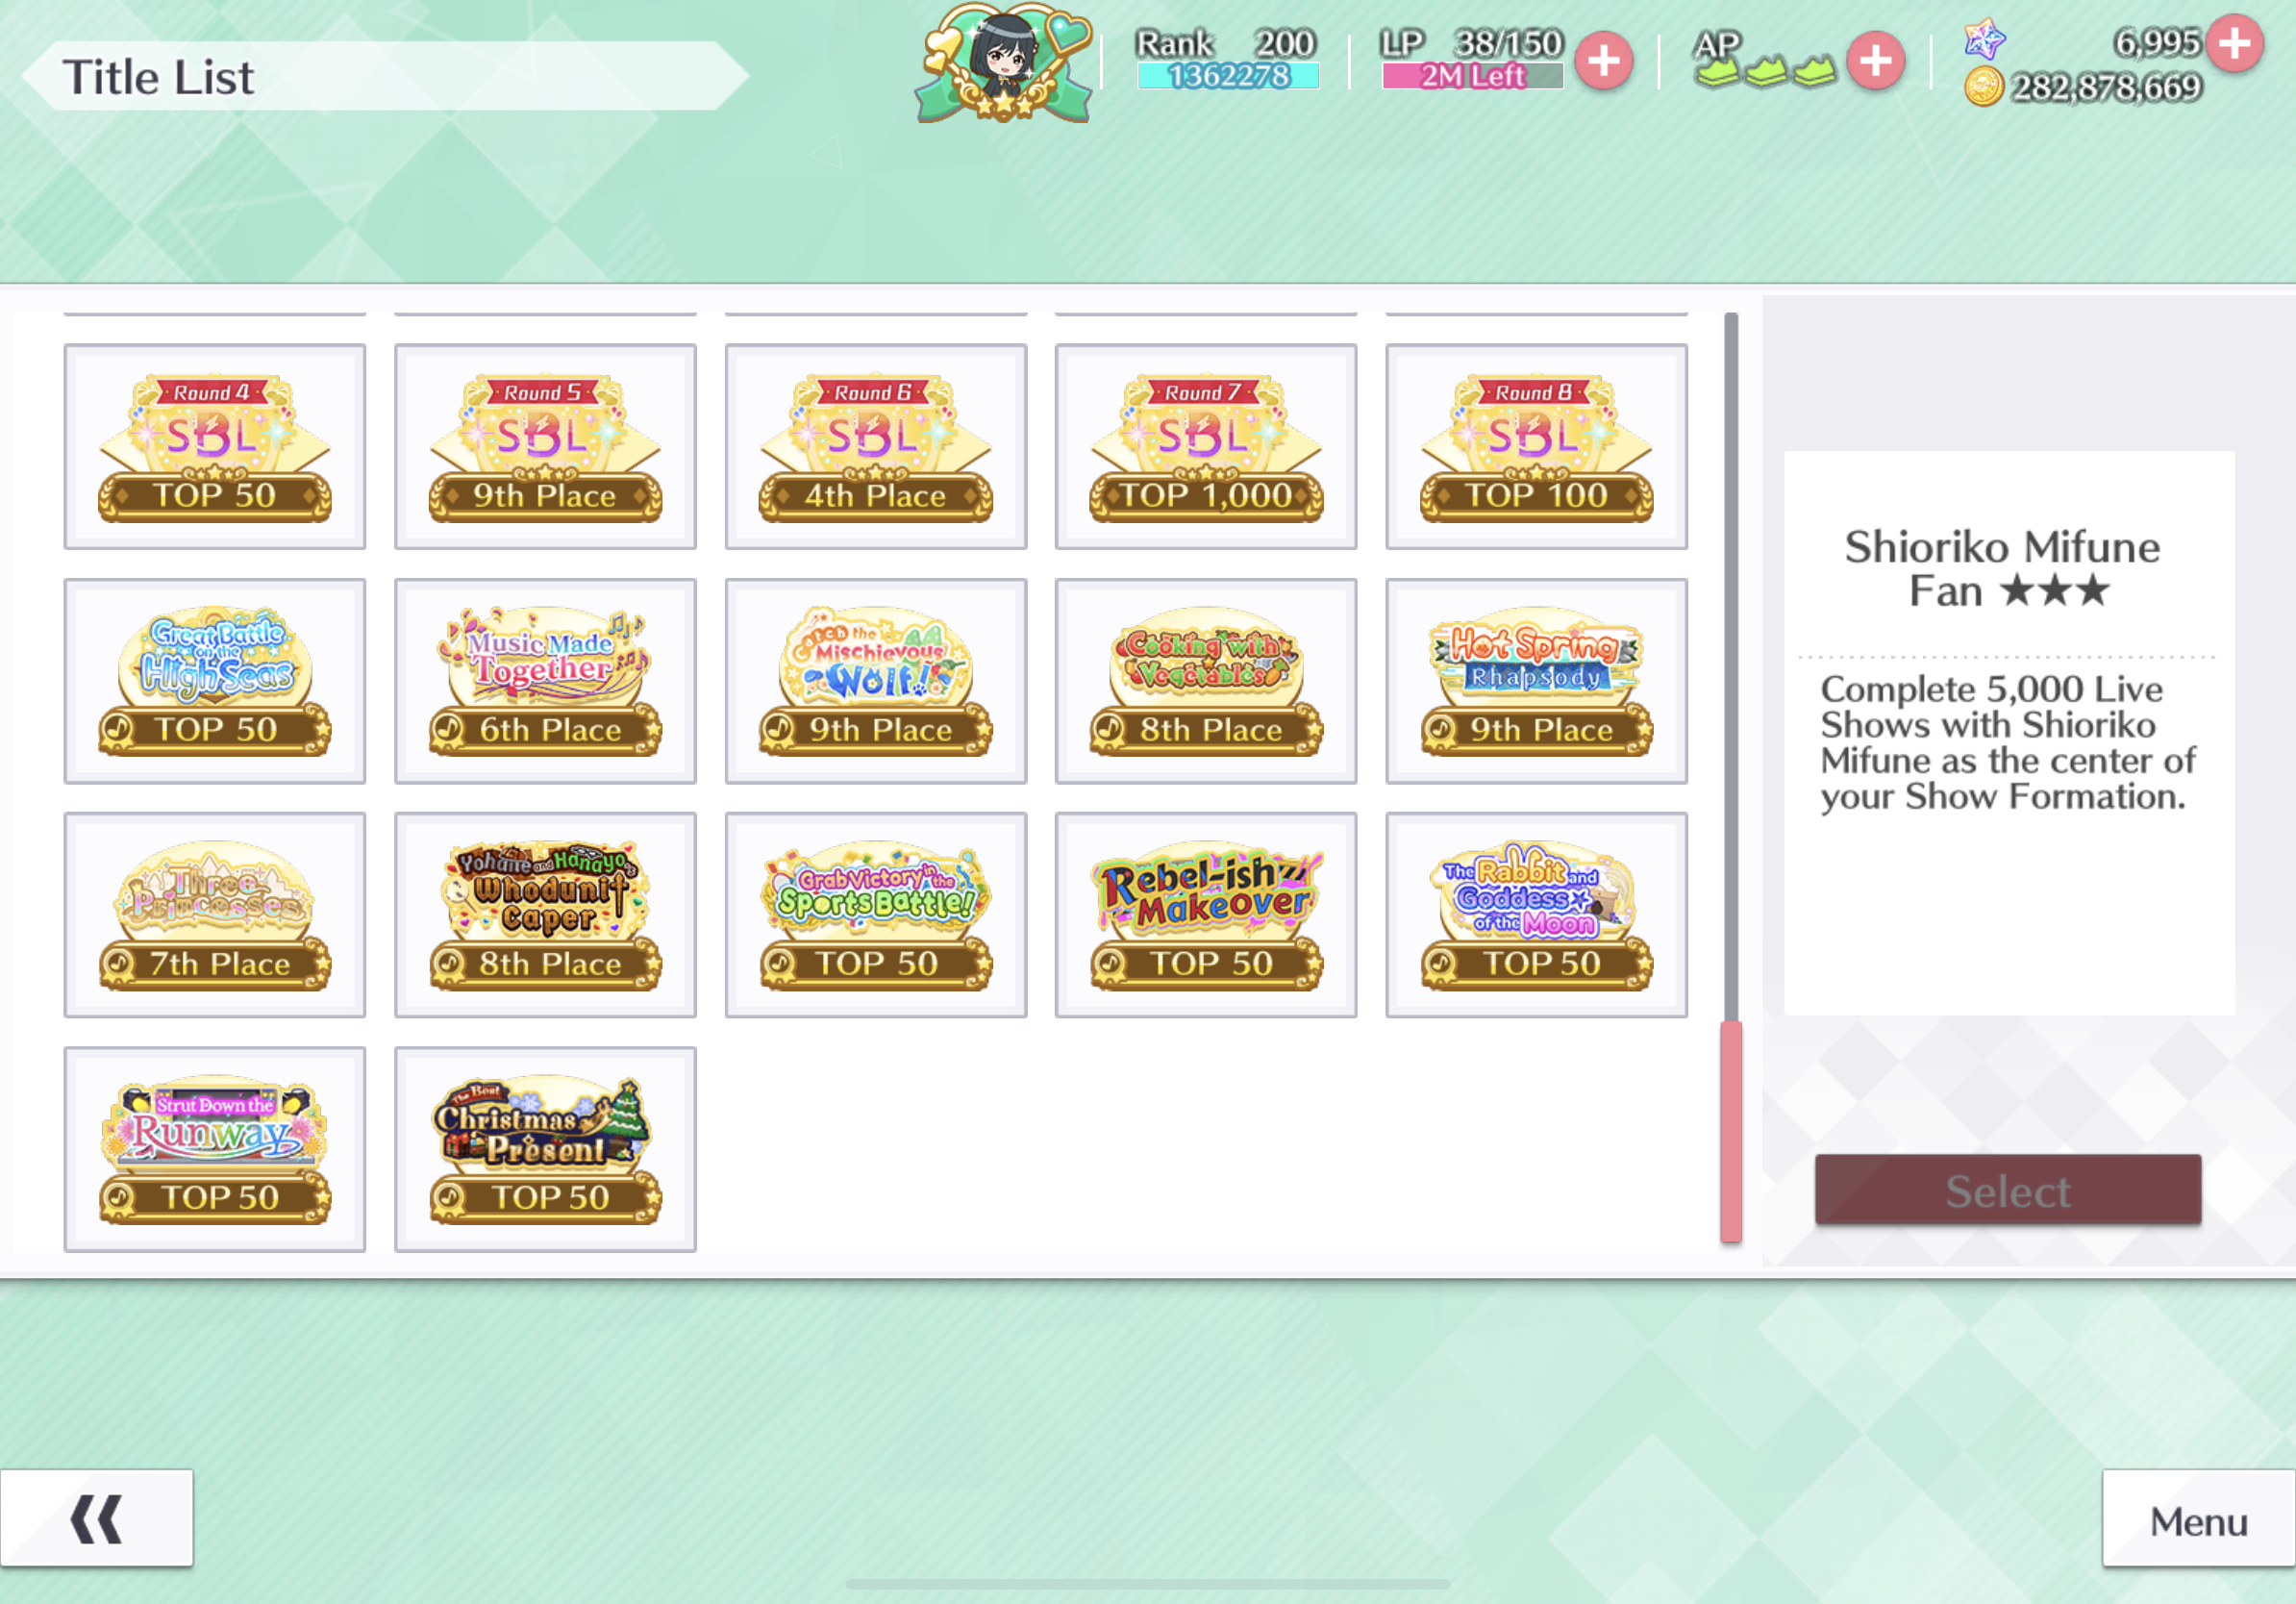 Title List
Rank 200
1362278
LP 38/150
2M Left
AP
6,995
282,878,669
Round 4
SBL
TOP 50
Round 5
SBL
9th Place
Round 6
SBL
4th Place
Round 7
SBL
TOP 1,000
Round 8
SBL
TOP 100
Great Battle
on the
High Seas
TOP 50
Music Made
Together
6th Place
Catch the
Mischievous
Wolf!
9th Place
Cooking with
Vegetables
8th Place
Hot Spring
Rhapsody
9th Place
Three
Princesses
7th Place
Yohane and Hanayo's
Whodunit
Caper
8th Place
Grab Victory in the
Sports Battle!
TOP 50
Rebel-ish
Makeover
TOP 50
The Rabbit and
Goddess
of the Moon
TOP 50
Strut Down the
Runway
TOP 50
The Best
Christmas
Present
TOP 50
Shioriko Mifune
Fan ★★★
Complete 5,000 Live
Shows with Shioriko
Mifune as the center of
your Show Formation.
Select
Menu